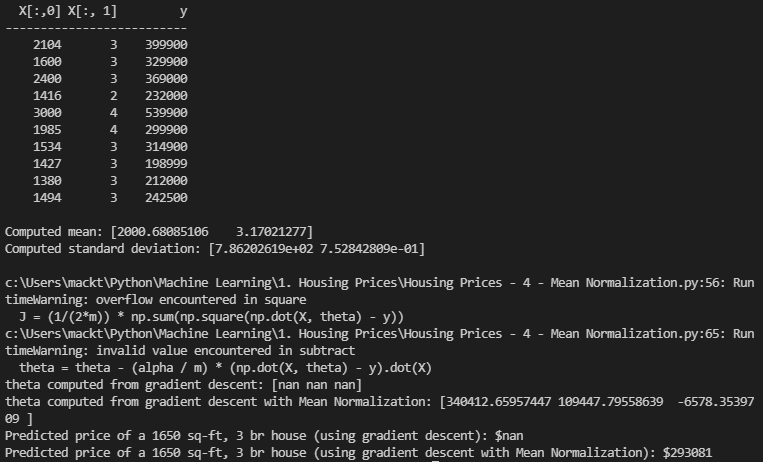 X[:,0] X[:, 1] y
--------------------------
2104 3 399900
1600 3 329900
2400 3 369000
1416 2 232000
3000 4 539900
1985 4 299900
1534 3 314900
1427 3 198999
1380 3 212000
1494 3 242500
Computed mean: [2000.68085106 3.17021277]
Computed standard deviation: [7.86202619e+02 7.52842809e-01]
c:\Users\mackt\Python\Machine Learning\1. Housing Prices\Housing Prices - 4 - Mean Normalization.py:56: Run
timeWarning: overflow encountered in square
J = (1/(2*m)) * np.sum(np.square(np.dot(X, theta) - y))
c:\Users\mackt\Python\Machine Learning\1. Housing Prices\Housing Prices - 4 - Mean Normalization.py:65: Run
timeWarning: invalid value encountered in subtract
theta = theta - (alpha / m) * (np.dot(X, theta) - y).dot(X)
theta computed from gradient descent: [nan nan nan]
theta computed from gradient descent with Mean Normalization: [340412.65957447 109447.79558639 -6578.35397
09 ]
Predicted price of a 1650 sq-ft, 3 br house (using gradient descent): $nan
Predicted price of a 1650 sq-ft, 3 br house (using gradient descent with Mean Normalization): $293081